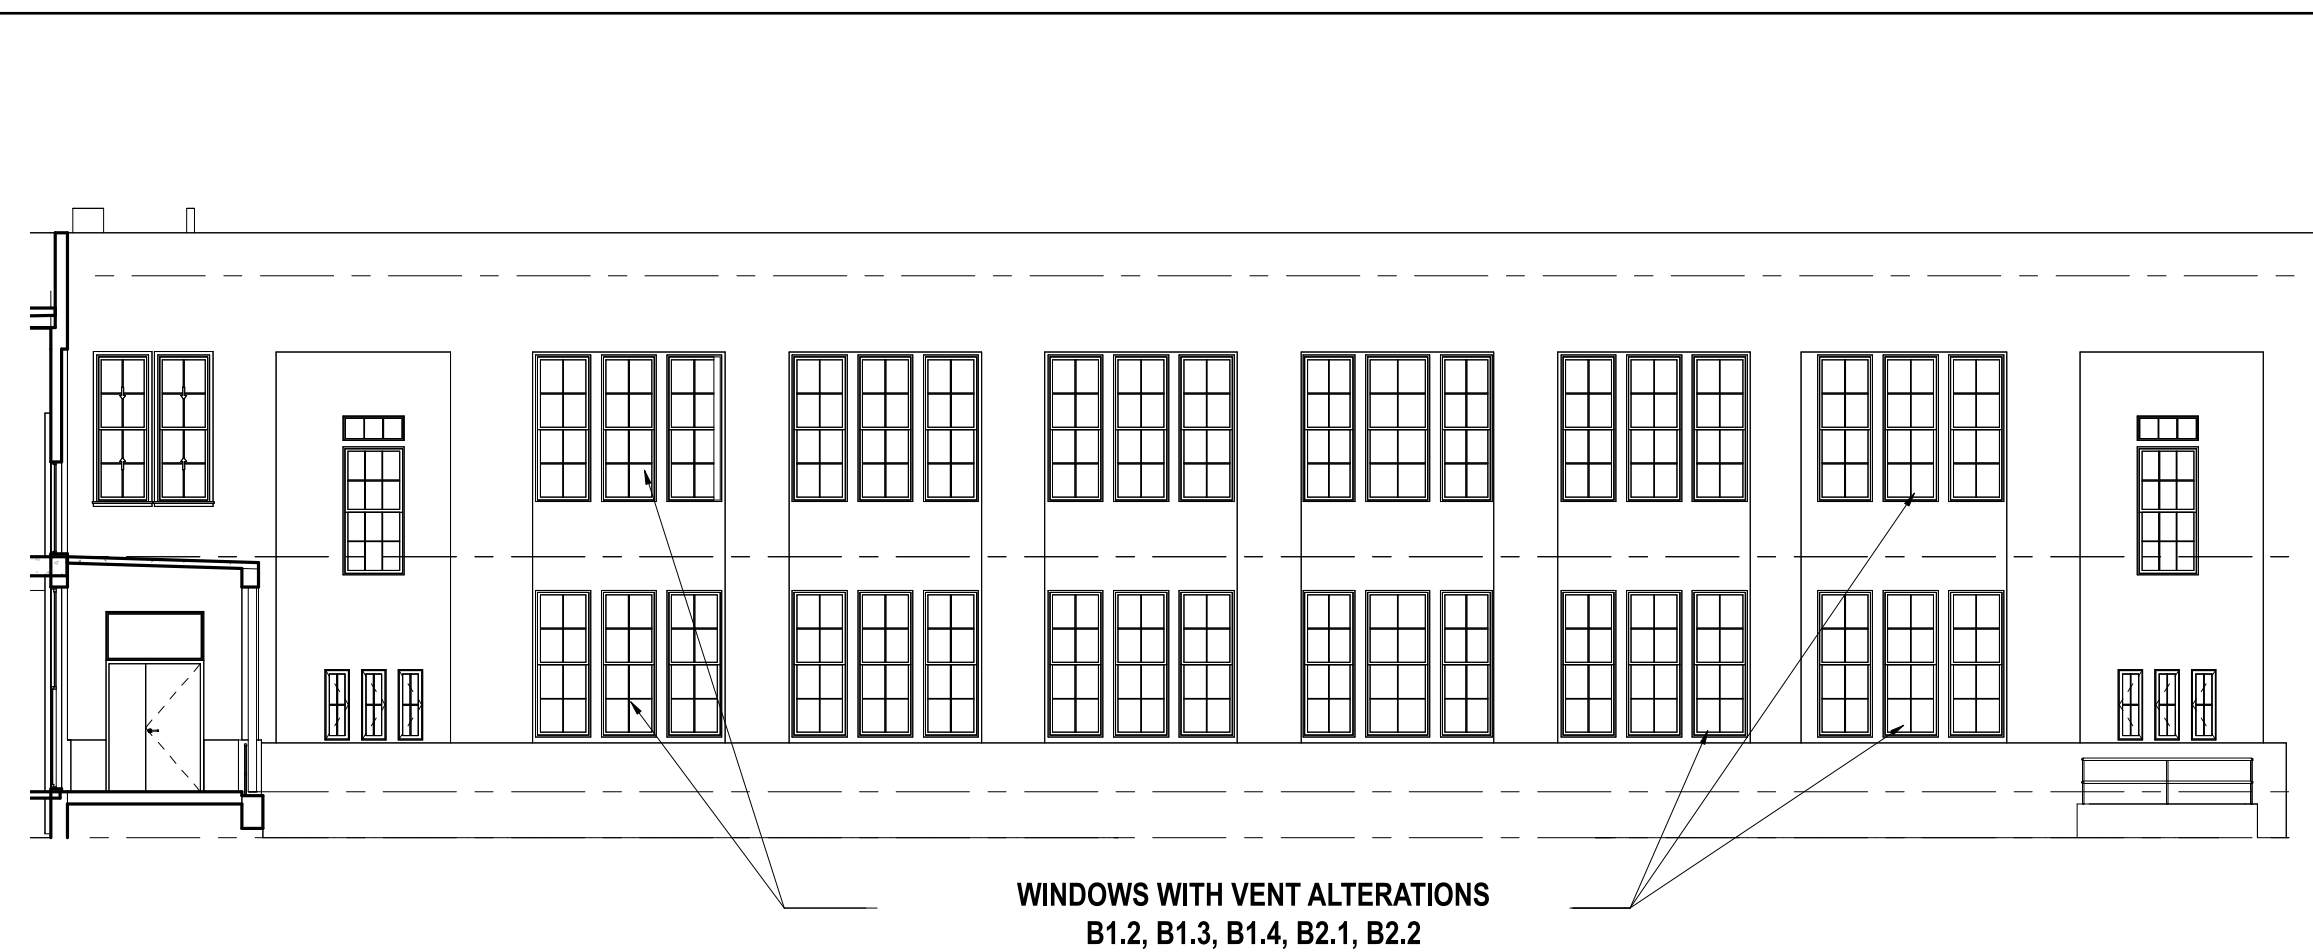 WINDOWS WITH VENT ALTERATIONS
B1.2, B1.3, B1.4, B2.1, B2.2